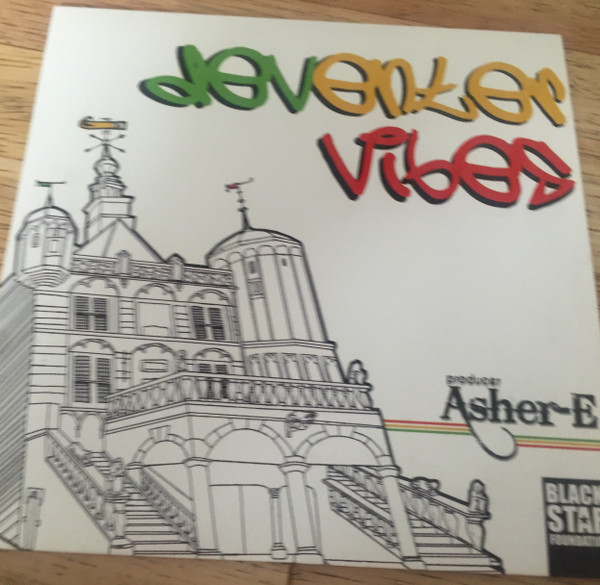 deventer
Vibes
producer
Asher-E
BLACK
STAR
FOUNDATION